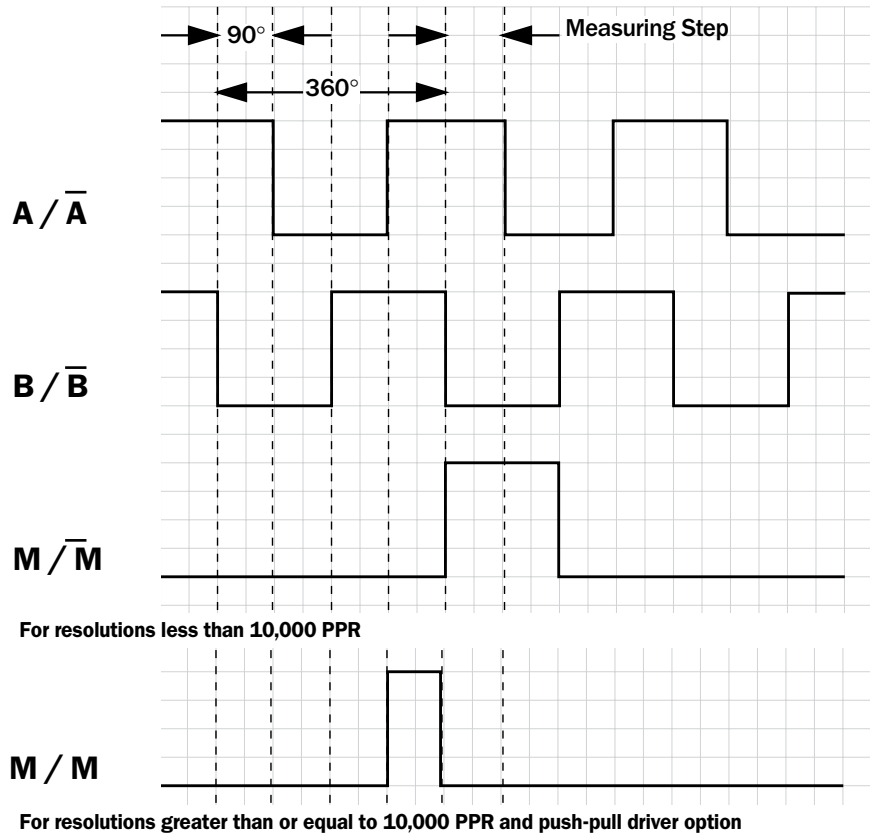 90°
Measuring Step
360°
A / A̅
B / B̅
M / M̅
For resolutions less than 10,000 PPR
M / M
For resolutions greater than or equal to 10,000 PPR and push-pull driver option